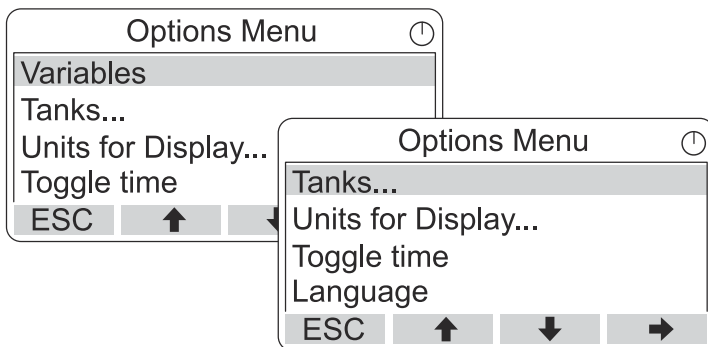 Options Menu
Variables
Tanks...
Units for Display...
Toggle time
ESC
Options Menu
Tanks...
Units for Display...
Toggle time
Language
ESC